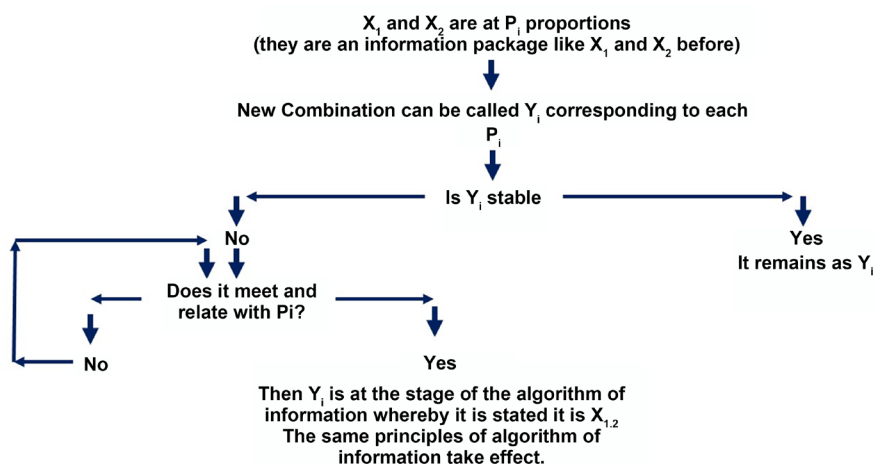 X₁ and X₂ are at Pᵢ proportions
(they are an information package like X₁ and X₂ before)
New Combination can be called Yᵢ corresponding to each
Pᵢ
Is Yᵢ stable
No
Yes
It remains as Yᵢ
Does it meet and
relate with Pi?
No
Yes
Then Yᵢ is at the stage of the algorithm of
information whereby it is stated it is X₁.₂
The same principles of algorithm of
information take effect.